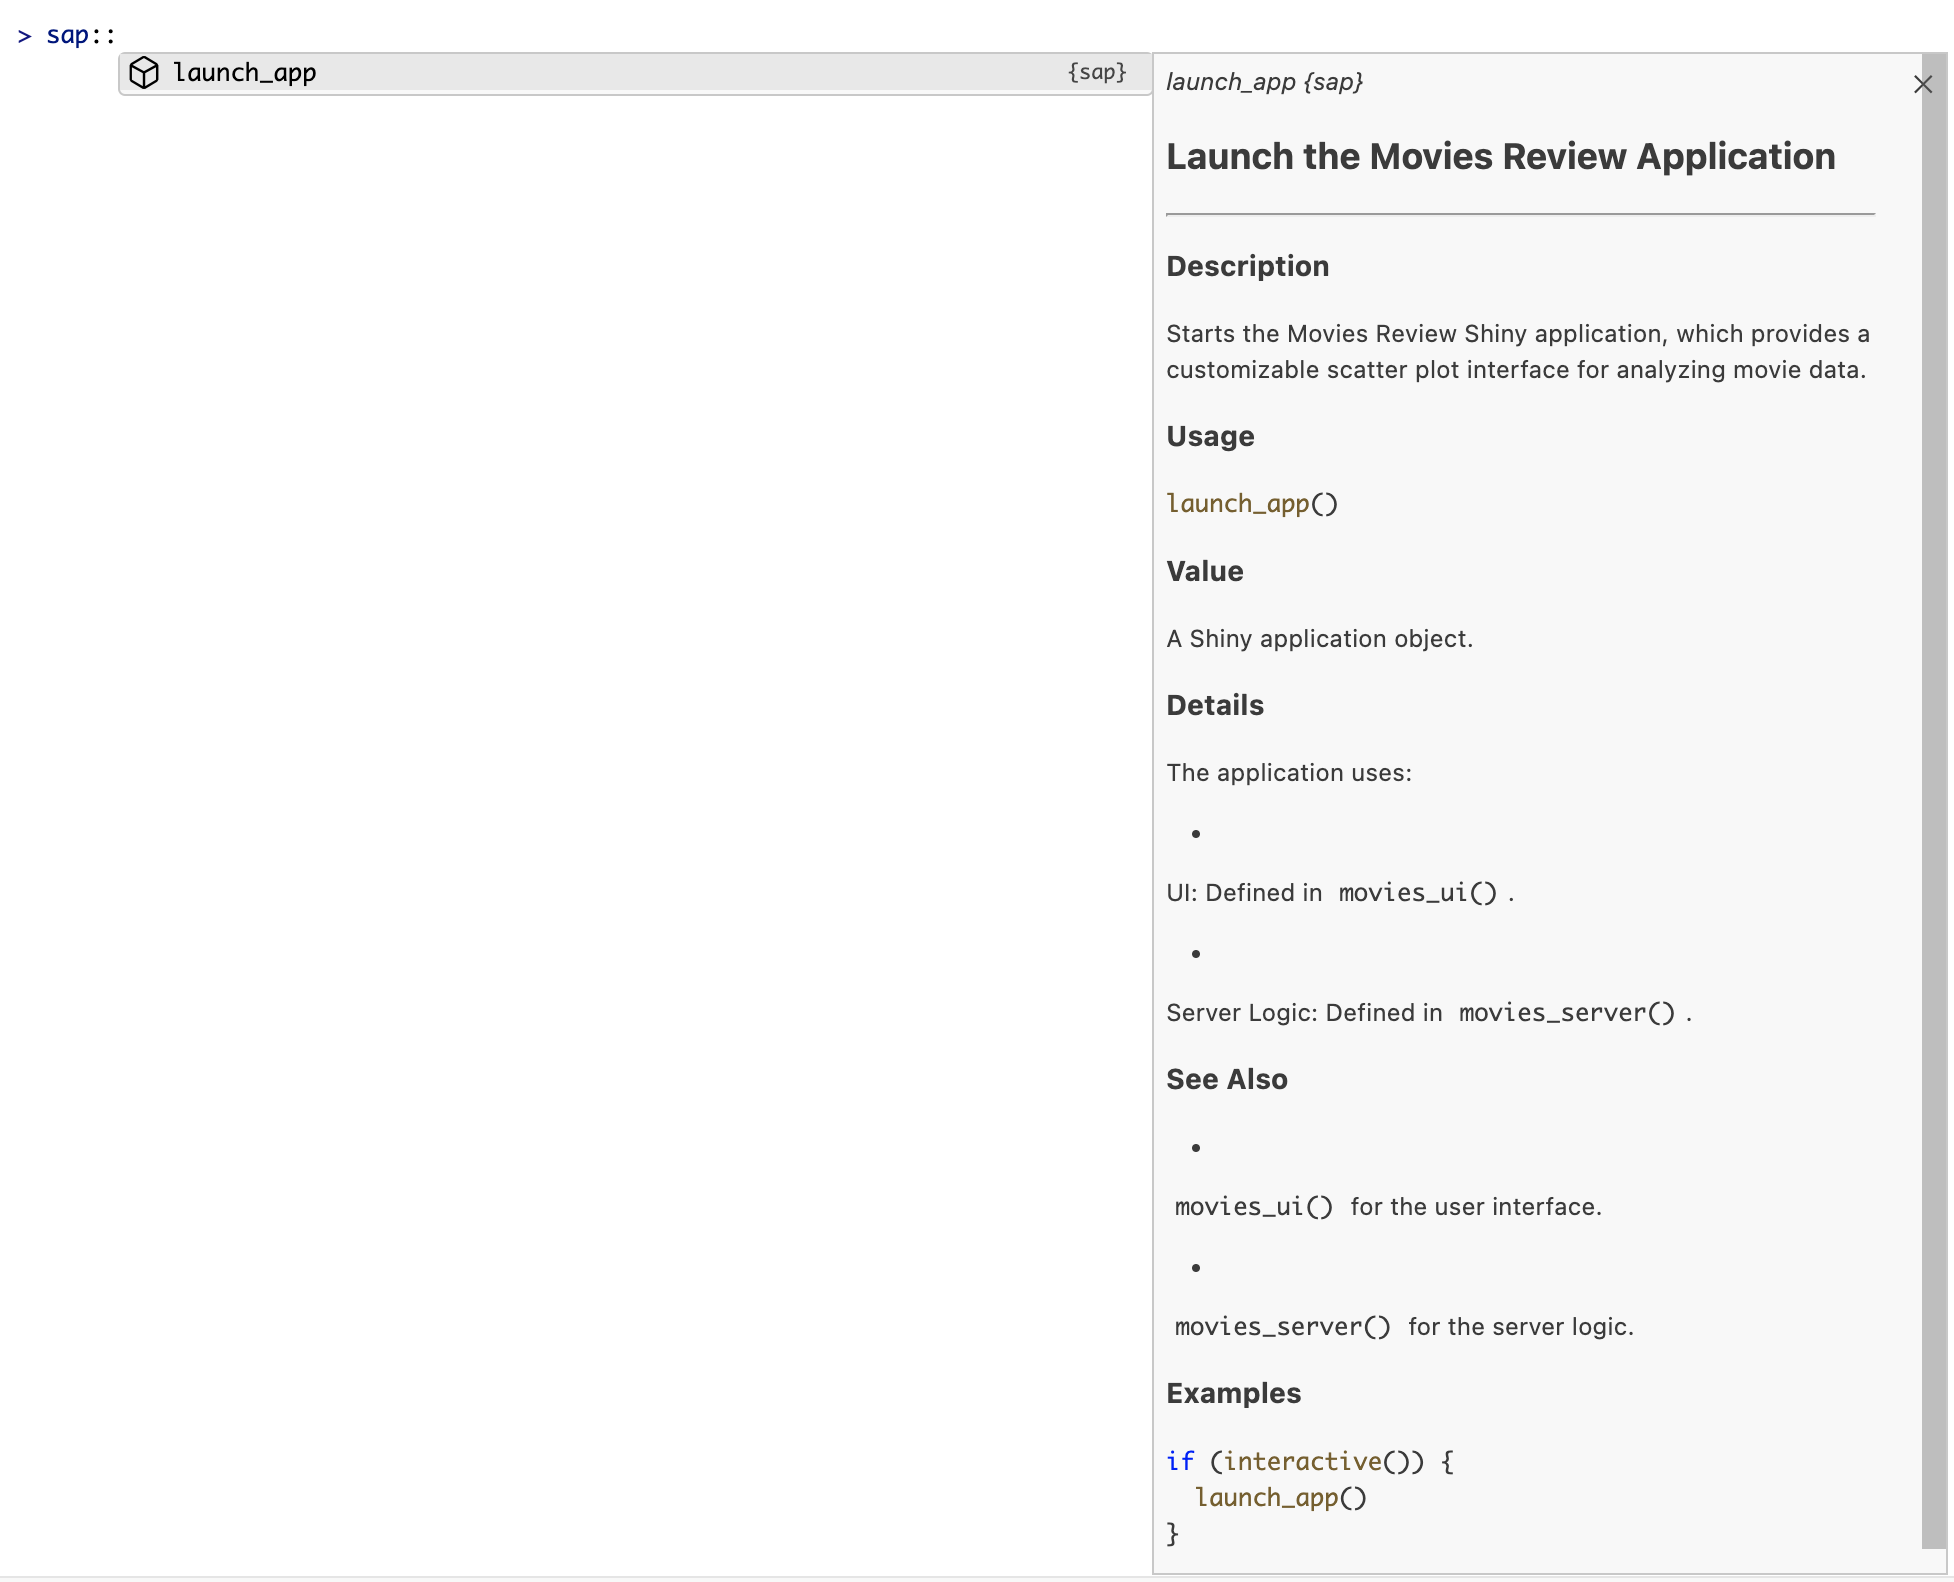 > sap::
launch_app {sap}
launch_app {sap}
Launch the Movies Review Application
Description
Starts the Movies Review Shiny application, which provides a
customizable scatter plot interface for analyzing movie data.
Usage
launch_app()
Value
A Shiny application object.
Details
The application uses:
•
UI: Defined in movies_ui() .
•
Server Logic: Defined in movies_server() .
See Also
•
movies_ui() for the user interface.
•
movies_server() for the server logic.
Examples
if (interactive()) {
  launch_app()
}